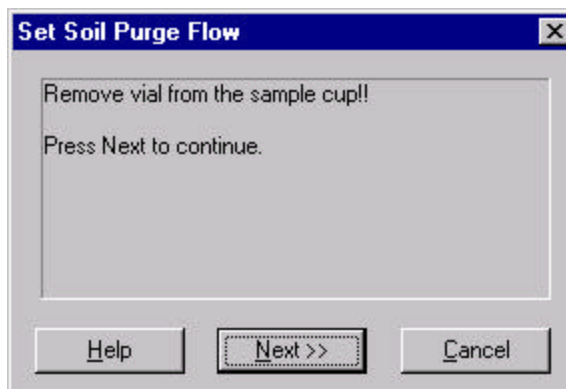 Set Soil Purge Flow
Remove vial from the sample cup!!
Press Next to continue.
Help
Next >>
Cancel